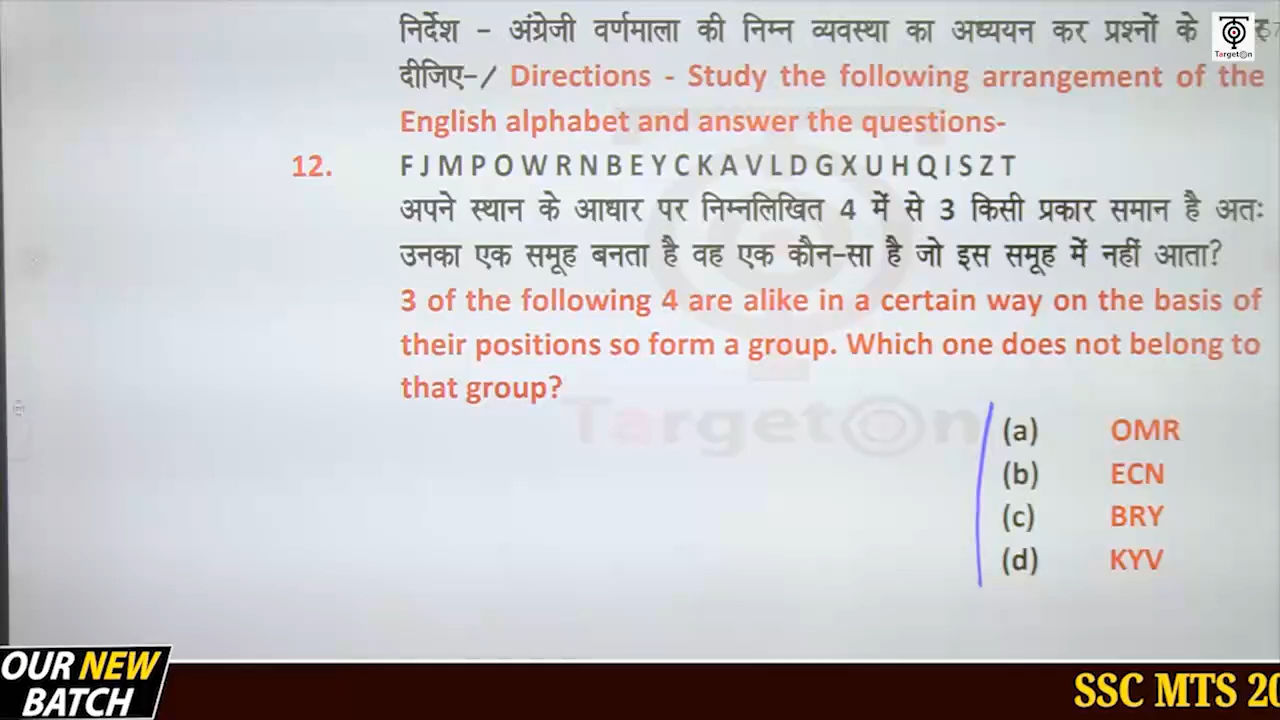 निर्देश – अंग्रेजी वर्णमाला की निम्न व्यवस्था का अध्ययन कर प्रश्नों के
दीजिए–/ Directions - Study the following arrangement of the
English alphabet and answer the questions-
12. F J M P O W R N B E Y C K A V L D G X U H Q I S Z T
अपने स्थान के आधार पर निम्नलिखित 4 में से 3 किसी प्रकार समान है अतः
उनका एक समूह बनता है वह एक कौन-सा है जो इस समूह में नहीं आता?
3 of the following 4 are alike in a certain way on the basis of
their positions so form a group. Which one does not belong to
that group?
(a) OMR
(b) ECN
(c) BRY
(d) KYV
TargetOn
TargetOn
OUR NEW
BATCH
SSC MTS 20